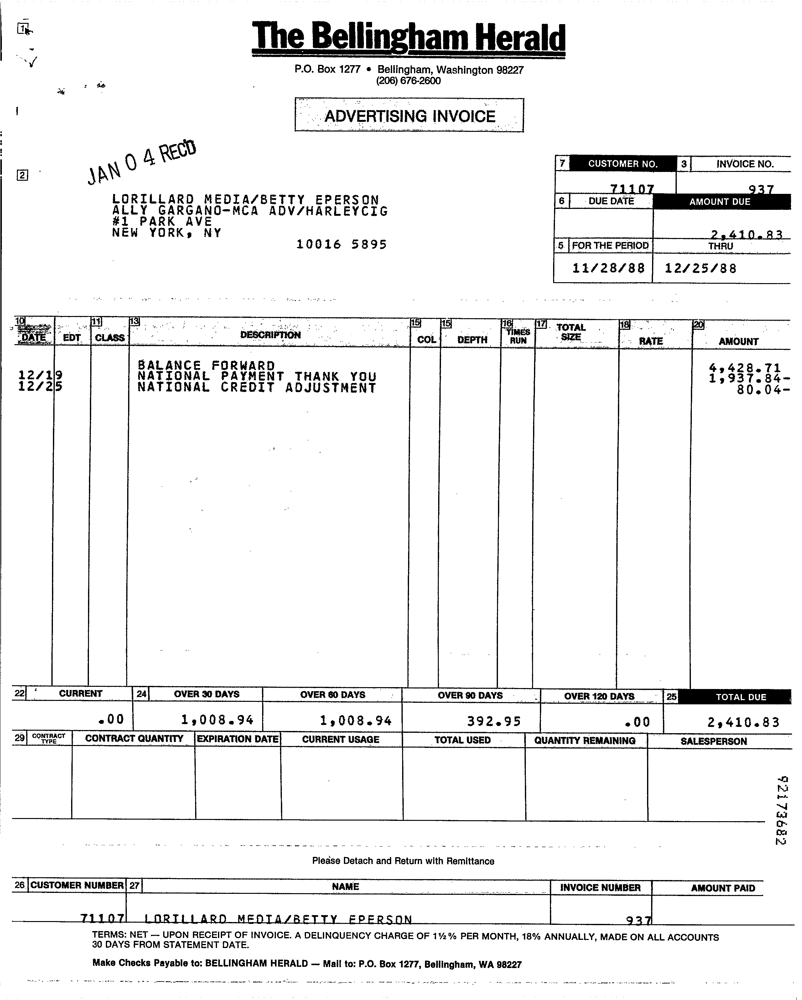 1
The Bellingham Herald
P.O. Box 1277 • Bellingham, Washington 98227
(206) 676-2600
ADVERTISING INVOICE
JAN 04 REC'D
2
7 CUSTOMER NO. 3 INVOICE NO.
71107 937
6 DUE DATE AMOUNT DUE
2,410.83
5 FOR THE PERIOD THRU
11/28/88 12/25/88
LORILLARD MEDIA/BETTY EPERSON
ALLY GARGANO-MCA ADV/HARLEYCIG
#1 PARK AVE
NEW YORK, NY
10016 5895
10 11 13 15 15 16 17 18 20
DATE EDT CLASS DESCRIPTION COL DEPTH TIMES RUN TOTAL SIZE RATE AMOUNT
BALANCE FORWARD 4,428.71
12/19 NATIONAL PAYMENT THANK YOU 1,937.84-
12/25 NATIONAL CREDIT ADJUSTMENT 80.04-
22 CURRENT 24 OVER 30 DAYS OVER 60 DAYS OVER 90 DAYS OVER 120 DAYS 25 TOTAL DUE
.00 1,008.94 1,008.94 392.95 .00 2,410.83
29 CONTRACT TYPE CONTRACT QUANTITY EXPIRATION DATE CURRENT USAGE TOTAL USED QUANTITY REMAINING SALESPERSON
92173682
Please Detach and Return with Remittance
26 CUSTOMER NUMBER 27 NAME INVOICE NUMBER AMOUNT PAID
71107 LORILLARD MEDIA/BETTY EPERSON 937
TERMS: NET — UPON RECEIPT OF INVOICE. A DELINQUENCY CHARGE OF 1½% PER MONTH, 18% ANNUALLY, MADE ON ALL ACCOUNTS
30 DAYS FROM STATEMENT DATE.
Make Checks Payable to: BELLINGHAM HERALD — Mail to: P.O. Box 1277, Bellingham, WA 98227